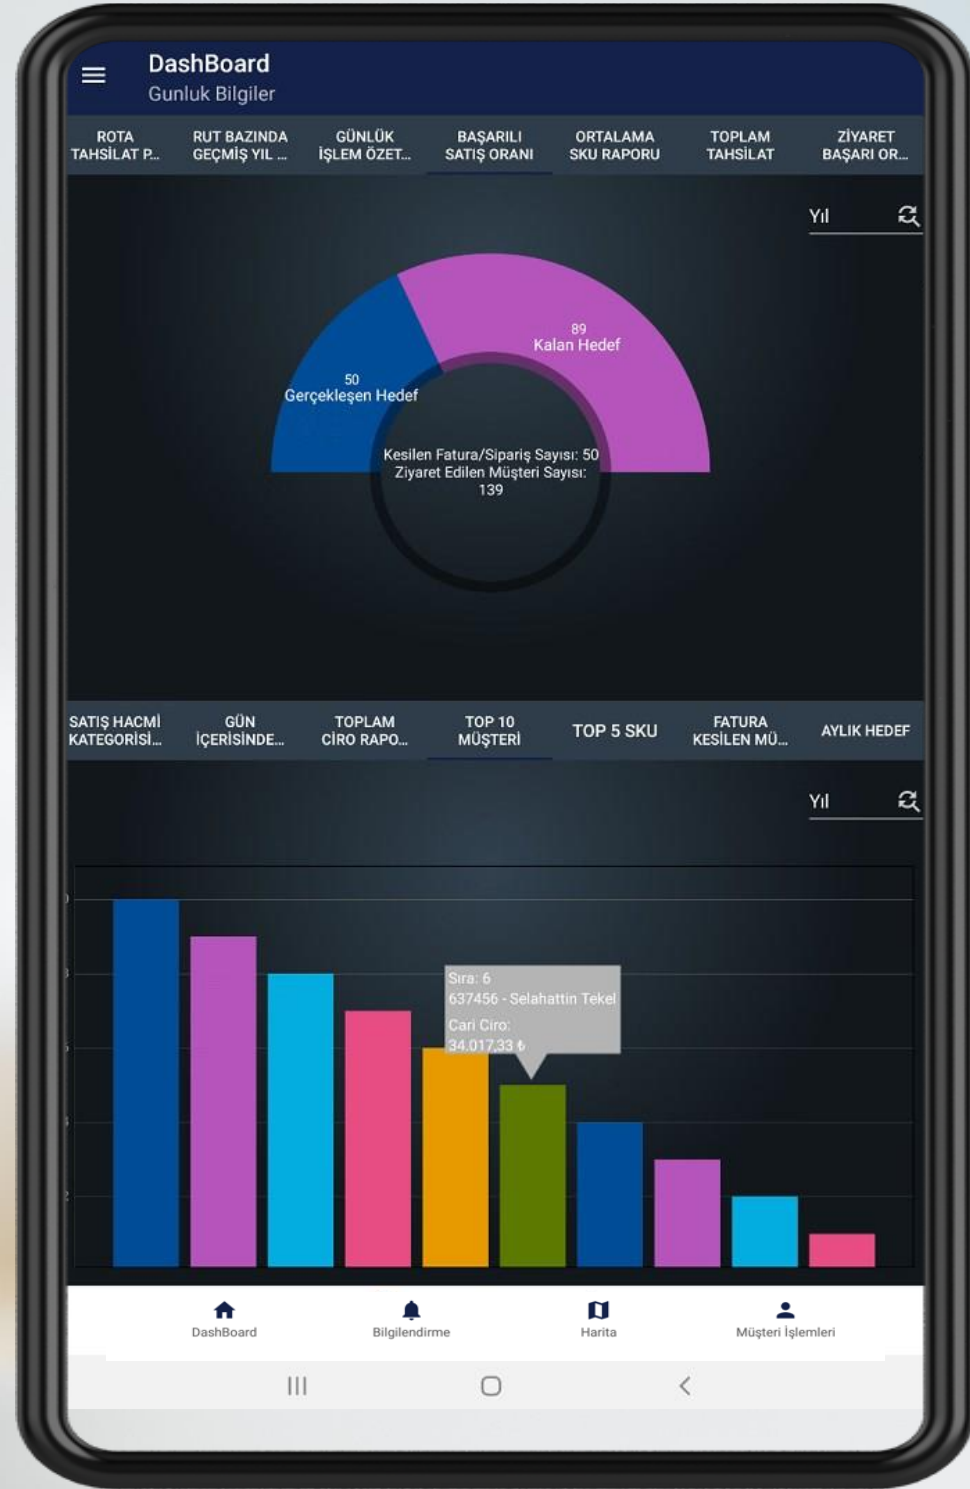 DashBoard
Gunluk Bilgiler
ROTA
TAHSİLAT P...
RUT BAZINDA
GEÇMİŞ YIL ...
GÜNLÜK
İŞLEM ÖZET...
BAŞARILI
SATIŞ ORANI
ORTALAMA
SKU RAPORU
TOPLAM
TAHSİLAT
ZİYARET
BAŞARI OR...
Yıl
89
Kalan Hedef
50
Gerçekleşen Hedef
Kesilen Fatura/Sipariş Sayısı: 50
Ziyaret Edilen Müşteri Sayısı:
139
SATIŞ HACMİ
KATEGORİSİ...
GÜN
İÇERİSİNDE...
TOPLAM
CİRO RAPO...
TOP 10
MÜŞTERİ
TOP 5 SKU
FATURA
KESİLEN MÜ...
AYLIK HEDEF
Yıl
Sıra: 6
637456 - Selahattin Tekel
Cari Ciro:
34.017,33 ₺
DashBoard
Bilgilendirme
Harita
Müşteri İşlemleri